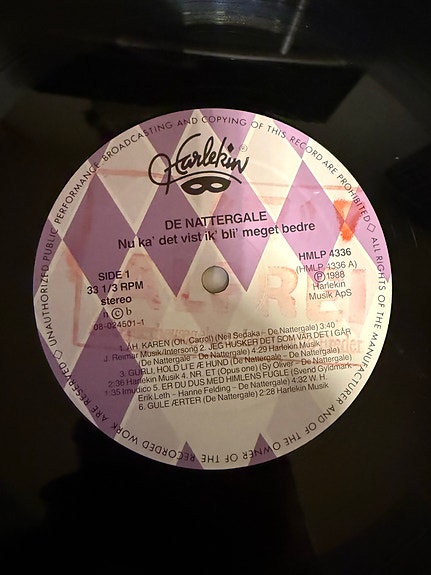 UNAUTHORIZED PUBLIC PERFORMANCE BROADCASTING AND COPYING OF THIS RECORD ARE PROHIBITED ◇ ALL RIGHTS OF THE MANUFACTURER AND OF THE OWNER OF THE RECORDED WORK ARE RESERVED ◇
Harlekin ®
DE NATTERGALE
Nu ka' det vist ik' bli' meget bedre
SIDE 1
33 1/3 RPM
stereo
n ⓒ b
08-024501-1
HMLP 4336
(HMLP 4336 A)
Ⓟ 1988
Harlekin
Musik ApS
1. ÅH, KAREN (Oh, Carol) (Neil Sedaka - De Nattergale) 3:40
J. Reimar Musik/Intersong 2. JEG HUSKER DET SOM VAR DET I GÅR
(De Nattergale - De Nattergale) 4:29 Harlekin Musik
3. GURLI, HOLD LI'E Æ HUND (De Nattergale - De Nattergale)
2:36 Harlekin Musik 4. NR. ET (Opus one) (Sy Oliver - De Nattergale)
35 Imudico 5. ER DU DUS MED HIMLENS FUGLE (Svend Gyldmark
Erik Leth - Hanne Felding - De Nattergale) 4:32 W. H.
6. GULE ÆRTER (De Nattergale) 2:28 Harlekin Musik